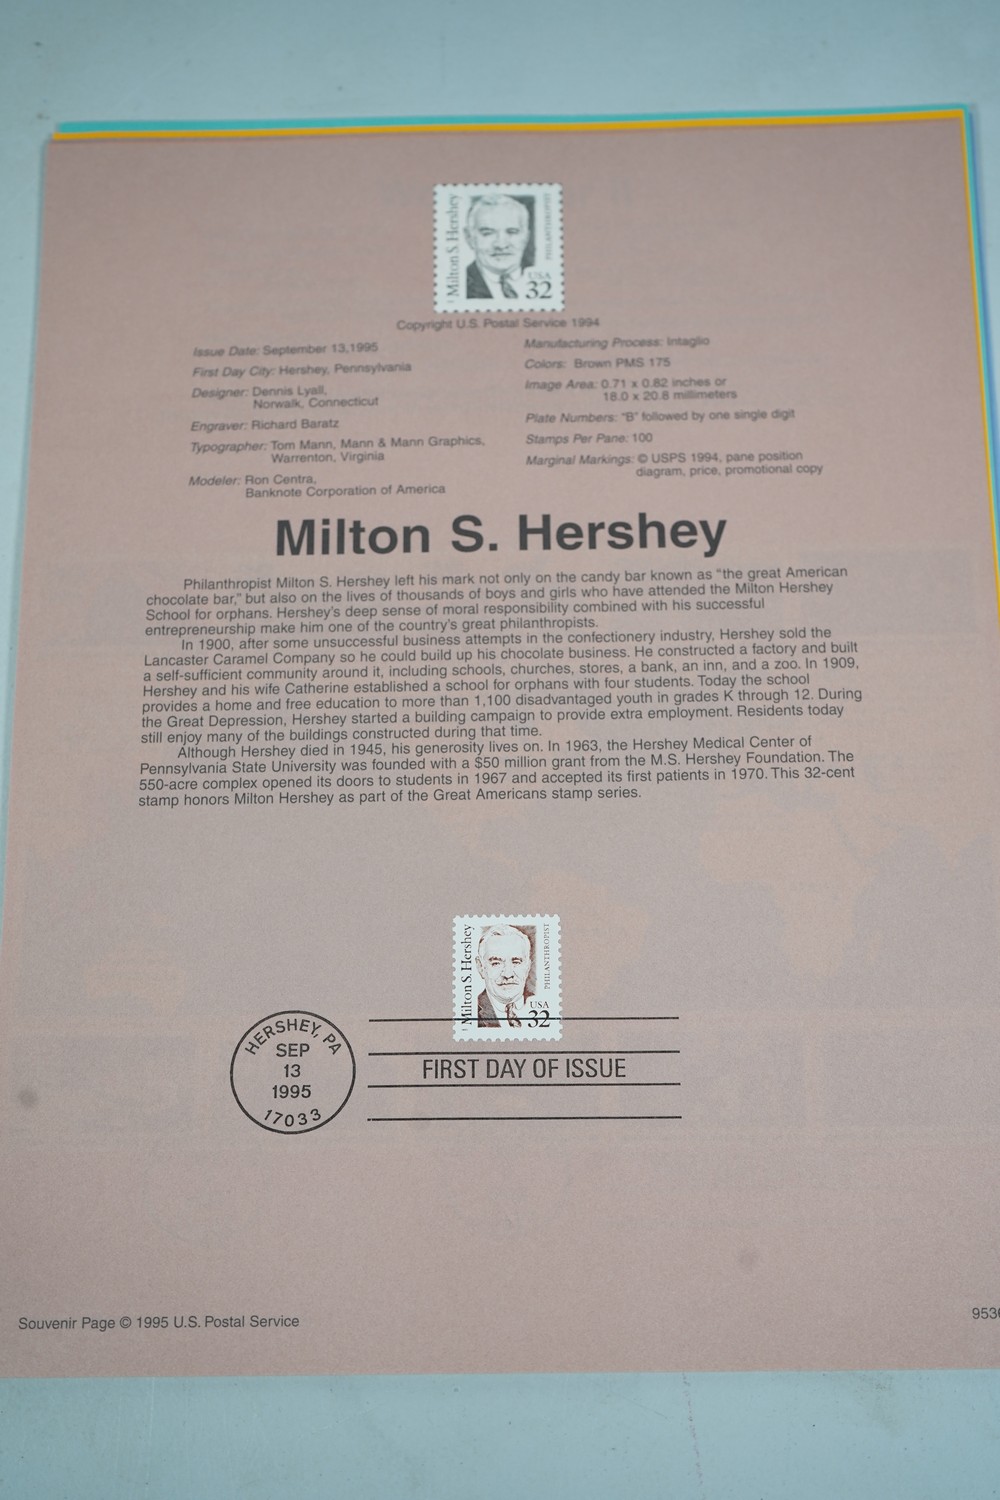 Milton S. Hershey
PHILANTHROPIST
USA
32
Copyright U.S. Postal Service 1994
Issue Date: September 13,1995
First Day City: Hershey, Pennsylvania
Designer: Dennis Lyall,
Norwalk, Connecticut
Engraver: Richard Baratz
Typographer: Tom Mann, Mann & Mann Graphics,
Warrenton, Virginia
Modeler: Ron Centra,
Banknote Corporation of America
Manufacturing Process: Intaglio
Colors: Brown PMS 175
Image Area: 0.71 x 0.82 inches or
18.0 x 20.8 millimeters
Plate Numbers: "B" followed by one single digit
Stamps Per Pane: 100
Marginal Markings: © USPS 1994, pane position
diagram, price, promotional copy
Milton S. Hershey
Philanthropist Milton S. Hershey left his mark not only on the candy bar known as "the great American
chocolate bar," but also on the lives of thousands of boys and girls who have attended the Milton Hershey
School for orphans. Hershey's deep sense of moral responsibility combined with his successful
entrepreneurship make him one of the country's great philanthropists.
In 1900, after some unsuccessful business attempts in the confectionery industry, Hershey sold the
Lancaster Caramel Company so he could build up his chocolate business. He constructed a factory and built
a self-sufficient community around it, including schools, churches, stores, a bank, an inn, and a zoo. In 1909,
Hershey and his wife Catherine established a school for orphans with four students. Today the school
provides a home and free education to more than 1,100 disadvantaged youth in grades K through 12. During
the Great Depression, Hershey started a building campaign to provide extra employment. Residents today
still enjoy many of the buildings constructed during that time.
Although Hershey died in 1945, his generosity lives on. In 1963, the Hershey Medical Center of
Pennsylvania State University was founded with a $50 million grant from the M.S. Hershey Foundation. The
550-acre complex opened its doors to students in 1967 and accepted its first patients in 1970. This 32-cent
stamp honors Milton Hershey as part of the Great Americans stamp series.
Milton S. Hershey
PHILANTHROPIST
USA
32
HERSHEY, PA
SEP
13
1995
17033
FIRST DAY OF ISSUE
Souvenir Page © 1995 U.S. Postal Service